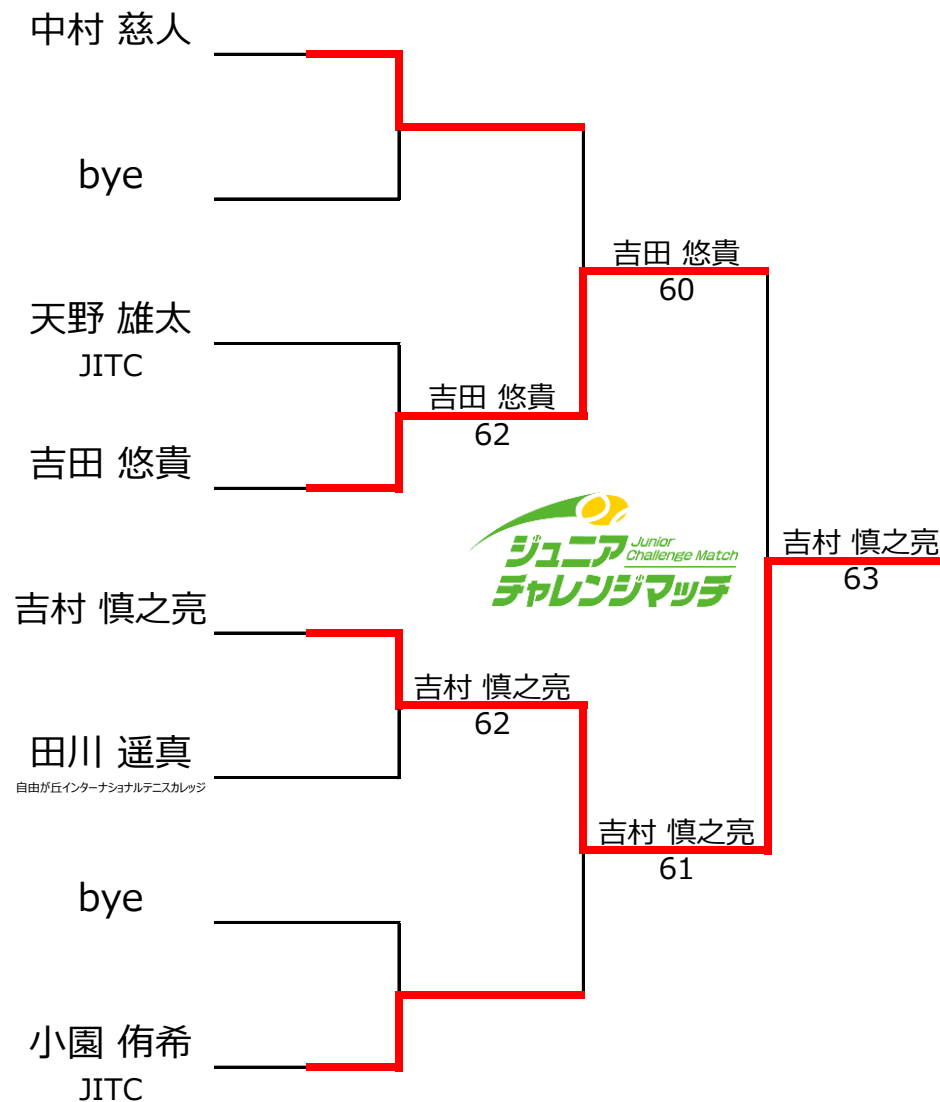 中村 慈人
bye
吉田 悠貴
60
天野 雄太
JITC
吉田 悠貴
62
吉田 悠貴
ジュニア
Junior
Challenge Match
チャレンジマッチ
吉村 慎之亮
63
吉村 慎之亮
吉村 慎之亮
62
田川 遥真
自由が丘インターナショナルテニスカレッジ
吉村 慎之亮
61
bye
小園 侑希
JITC